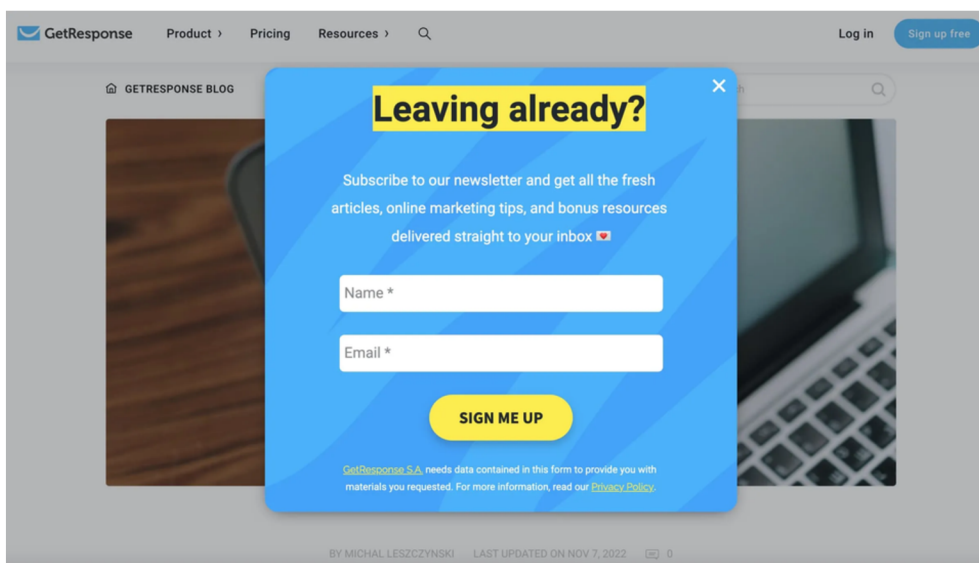 GetResponse Product › Pricing Resources › Log in Sign up free
GETRESPONSE BLOG
Leaving already?
Subscribe to our newsletter and get all the fresh
articles, online marketing tips, and bonus resources
delivered straight to your inbox 💌
Name *
Email *
SIGN ME UP
GetResponse S.A. needs data contained in this form to provide you with
materials you requested. For more information, read our Privacy Policy.
BY MICHAL LESZCZYNSKI LAST UPDATED ON NOV 7, 2022 0